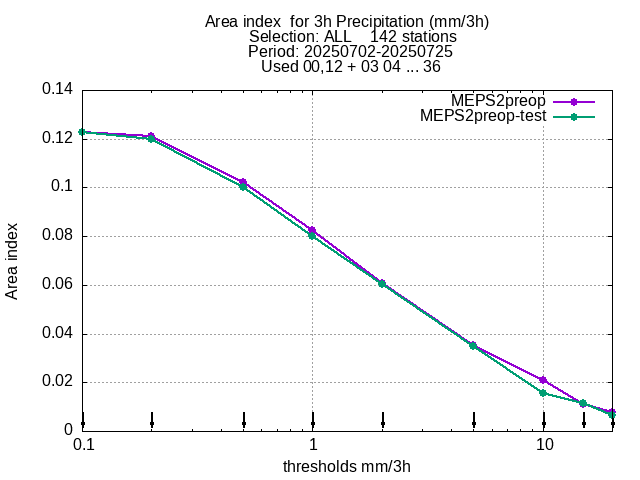 Area index  for 3h Precipitation (mm/3h)
Selection: ALL    142 stations
Period: 20250702-20250725
Used 00,12 + 03 04 ... 36
MEPS2preop
MEPS2preop-test
0.14
0.12
0.1
0.08
0.06
0.04
0.02
0
Area index
0.1 1 10
thresholds mm/3h